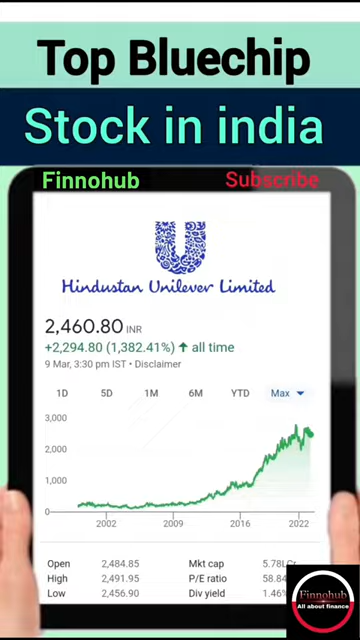 Top Bluechip
Stock in india
Finnohub Subscribe
Hindustan Unilever Limited
2,460.80 INR
+2,294.80 (1,382.41%) ↑ all time
9 Mar, 3:30 pm IST • Disclaimer
1D 5D 1M 6M YTD Max
3,000
2,000
1,000
0
2002 2009 2016 2022
Open 2,484.85 Mkt cap 5.78LCr
High 2,491.95 P/E ratio 58.84
Low 2,456.90 Div yield 1.46%
Finnohub
All about finance